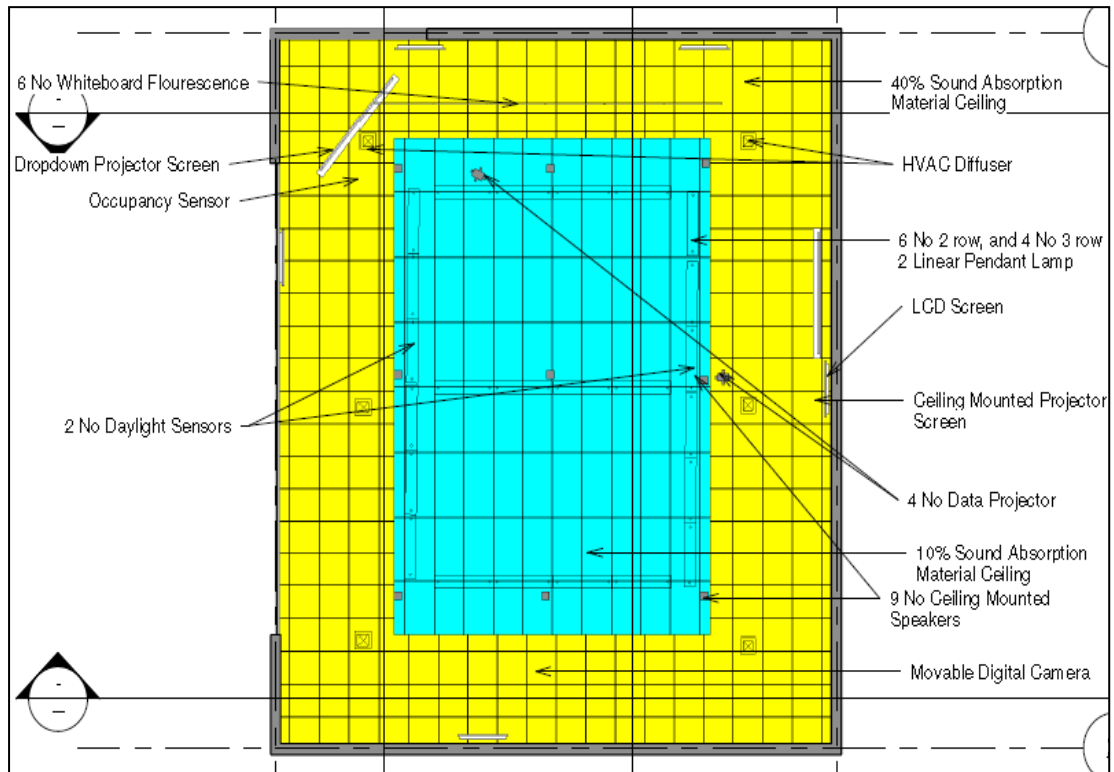 6 No Whiteboard Flourescence
Dropdown Projector Screen
Occupancy Sensor
2 No Daylight Sensors
40% Sound Absorption
Material Ceiling
HVAC Diffuser
6 No 2 row, and 4 No 3 row
2 Linear Pendant Lamp
LCD Screen
Ceiling Mounted Projector
Screen
4 No Data Projector
10% Sound Absorption
Material Ceiling
9 No Ceiling Mounted
Speakers
Movable Digital Camera